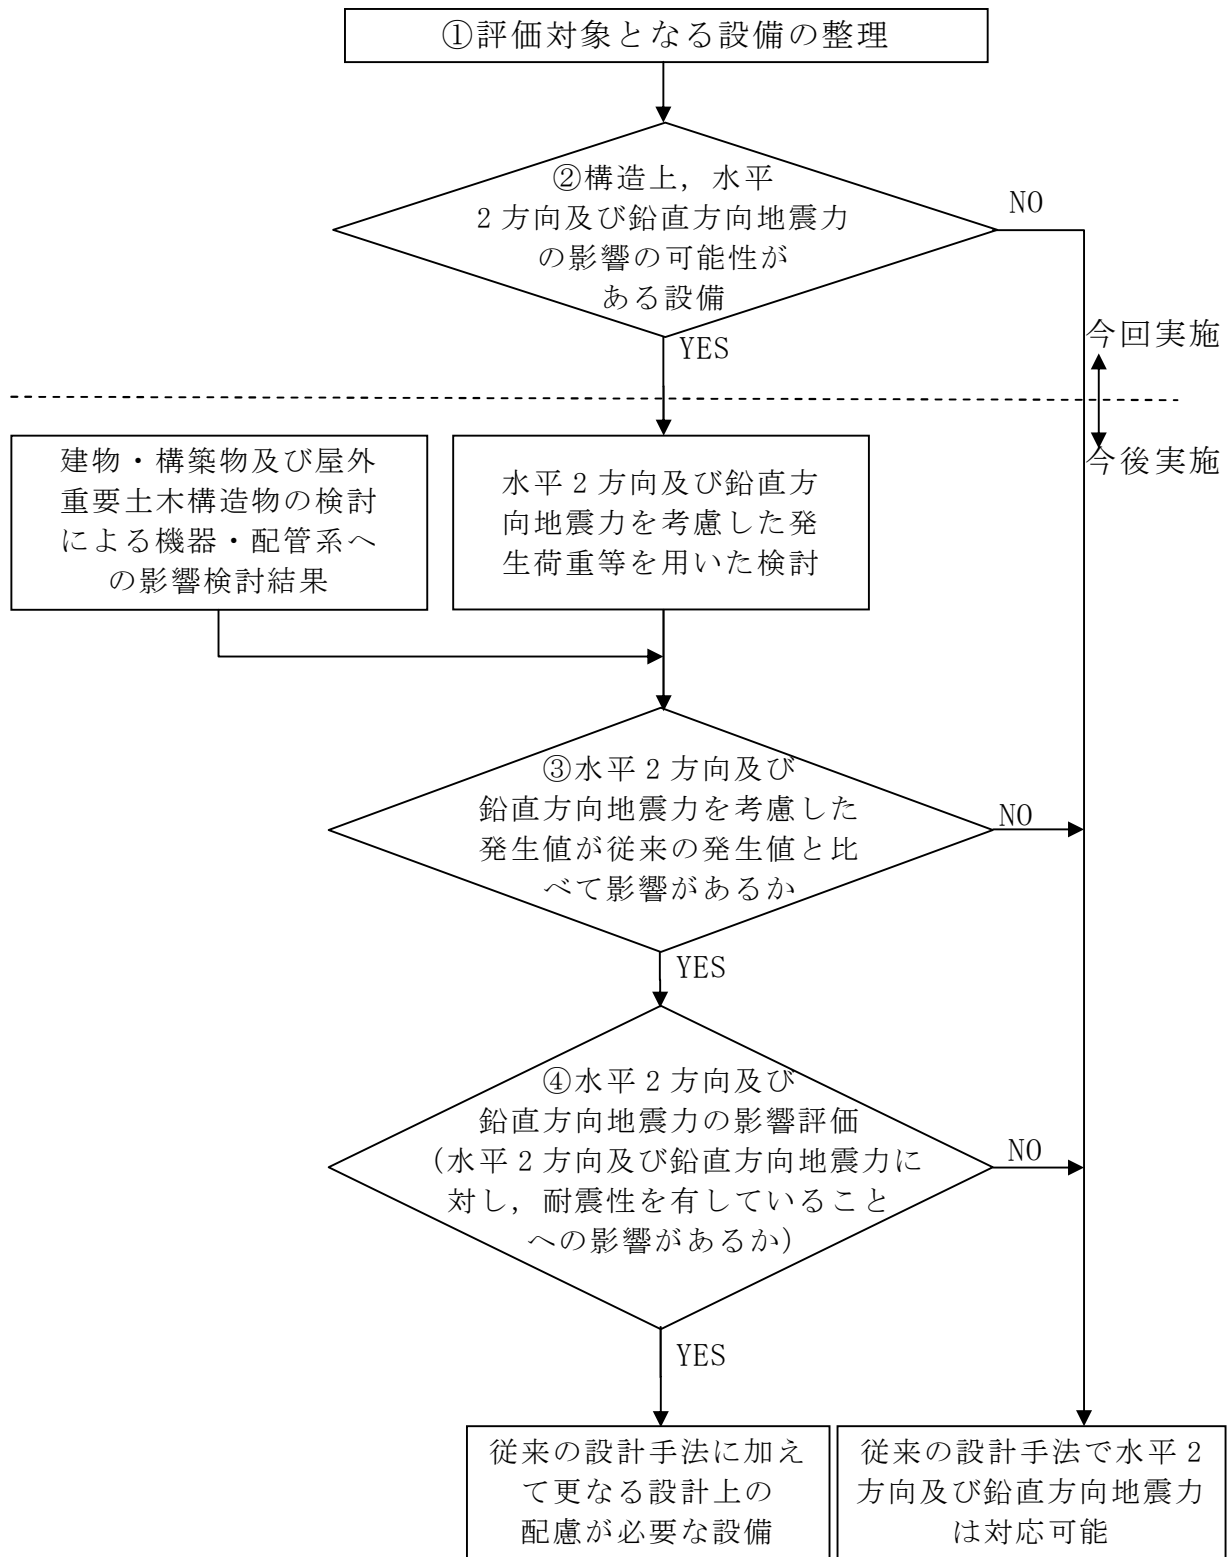 ①評価対象となる設備の整理
②構造上，水平
2方向及び鉛直方向地震力
の影響の可能性が
ある設備
NO
YES
今回実施
今後実施
建物・構築物及び屋外
重要土木構造物の検討
による機器・配管系へ
の影響検討結果
水平2方向及び鉛直方
向地震力を考慮した発
生荷重等を用いた検討
③水平2方向及び
鉛直方向地震力を考慮した
発生値が従来の発生値と比
べて影響があるか
NO
YES
④水平2方向及び
鉛直方向地震力の影響評価
（水平2方向及び鉛直方向地震力に
対し，耐震性を有していること
への影響があるか）
NO
YES
従来の設計手法に加え
て更なる設計上の
配慮が必要な設備
従来の設計手法で水平2
方向及び鉛直方向地震力
は対応可能